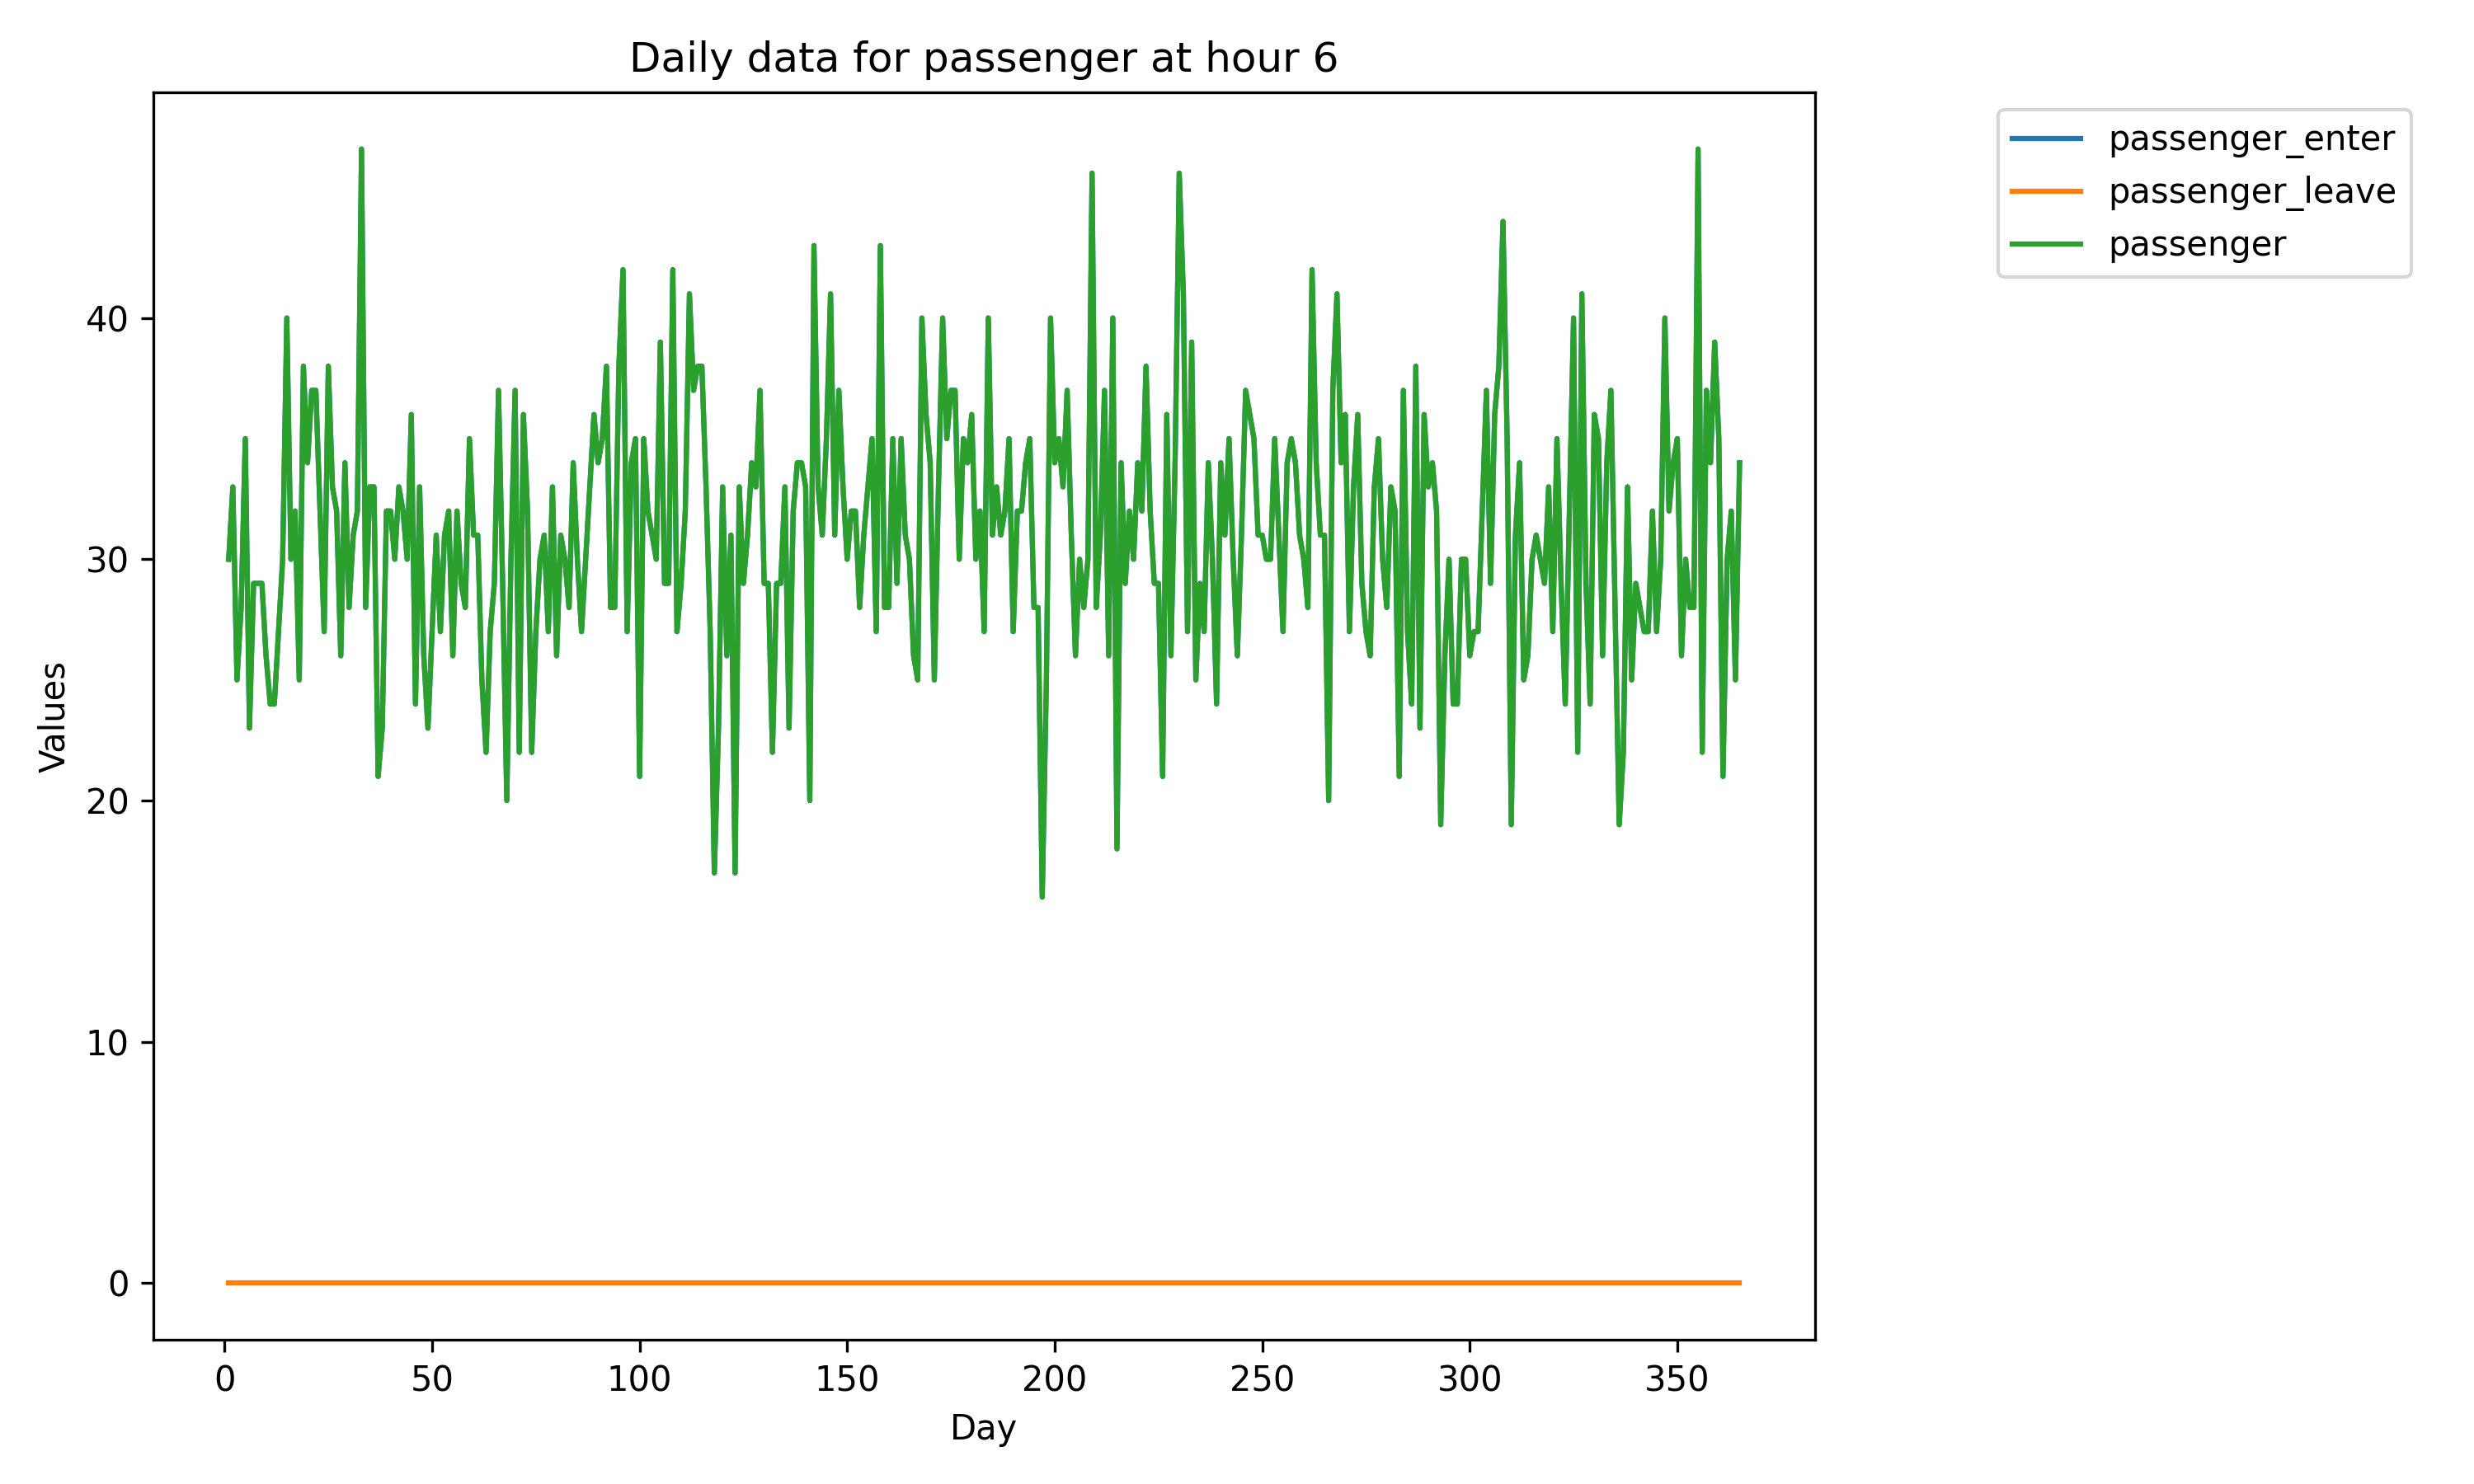 Daily data for passenger at hour 6
passenger_enter
passenger_leave
passenger
Values
40
30
20
10
0
0 50 100 150 200 250 300 350
Day